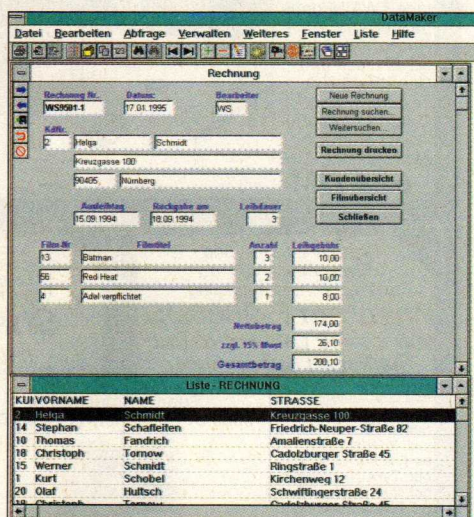 DataMaker
Datei Bearbeiten Abfrage Verwalten Weiteres Fenster Liste Hilfe
Rechnung
Rechnung Nr. Datum: Bearbeiter
WS9501-1 17.01.1995 WS
Neue Rechnung
Rechnung suchen...
Weitersuchen...
Rechnung drucken
Kundenübersicht
Filmübersicht
Schließen
KdNr.
2 Helga Schmidt
Kreuzgasse 100
90405 Nürnberg
Ausleihtag Rückgabe am Leihdauer
15.09.1994 18.09.1994 3
Film-Nr Filmtitel Anzahl Leihgebühr
13 Batman 3 10,00
56 Red Heat 2 10,00
4 Adel verpflichtet 1 8,00
Nettobetrag 174,00
zzgl. 15% Mwst 26,10
Gesamtbetrag 200,10
Liste - RECHNUNG
KUI VORNAME NAME STRASSE
2 Helga Schmidt Kreuzgasse 100
14 Stephan Schafleiten Friedrich-Neuper-Straße 82
10 Thomas Fandrich Amalienstraße 7
18 Christoph Tornow Cadolzburger Straße 45
15 Werner Schmidt Ringstraße 1
1 Kurt Schobel Kirchenweg 12
20 Olaf Hultsch Schwiftingerstraße 24
18 Christoph Tornow Cadolzburger Straße 45